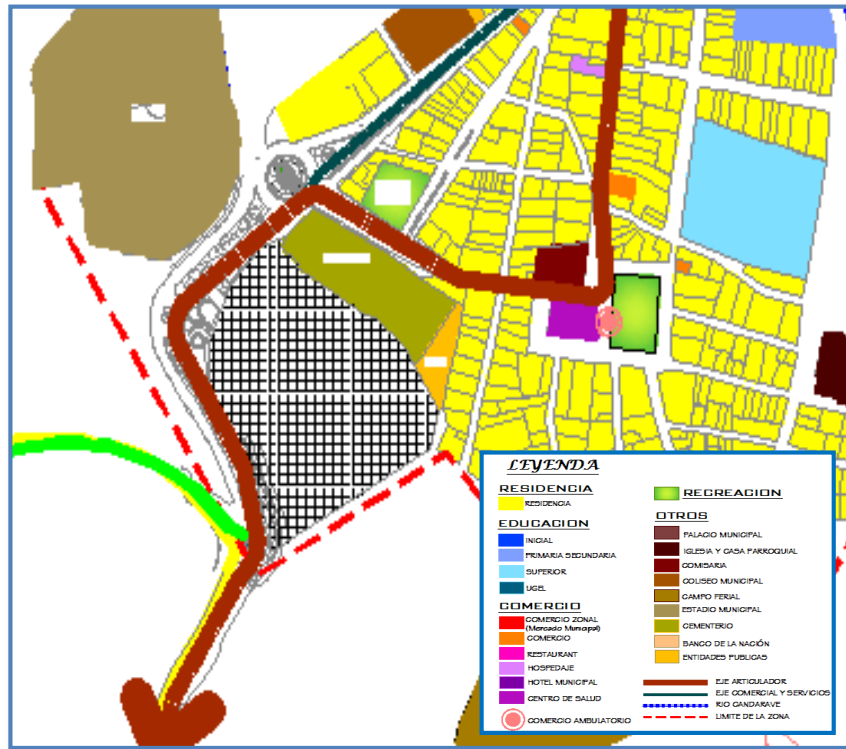 LEYENDA
RESIDENCIA
RESIDENCIA
EDUCACION
INICIAL
PRIMARIA SECUNDARIA
SUPERIOR
UGEL
COMERCIO
COMERCIO ZONAL
(Mercado Municipal)
COMERCIO
RESTAURANT
HOSPEDAJE
HOTEL MUNICIPAL
CENTRO DE SALUD
COMERCIO AMBULATORIO
RECREACION
OTROS
PALACIO MUNICIPAL
IGLESIA Y CASA PARROQUIAL
COMISARIA
COLISEO MUNICIPAL
CAMPO FERIAL
ESTADIO MUNICIPAL
CEMENTERIO
BANCO DE LA NACIÓN
ENTIDADES PUBLICAS
EJE ARTICULADOR
EJE COMERCIAL Y SERVICIOS
RIO CANDARAVE
LIMITE DE LA ZONA